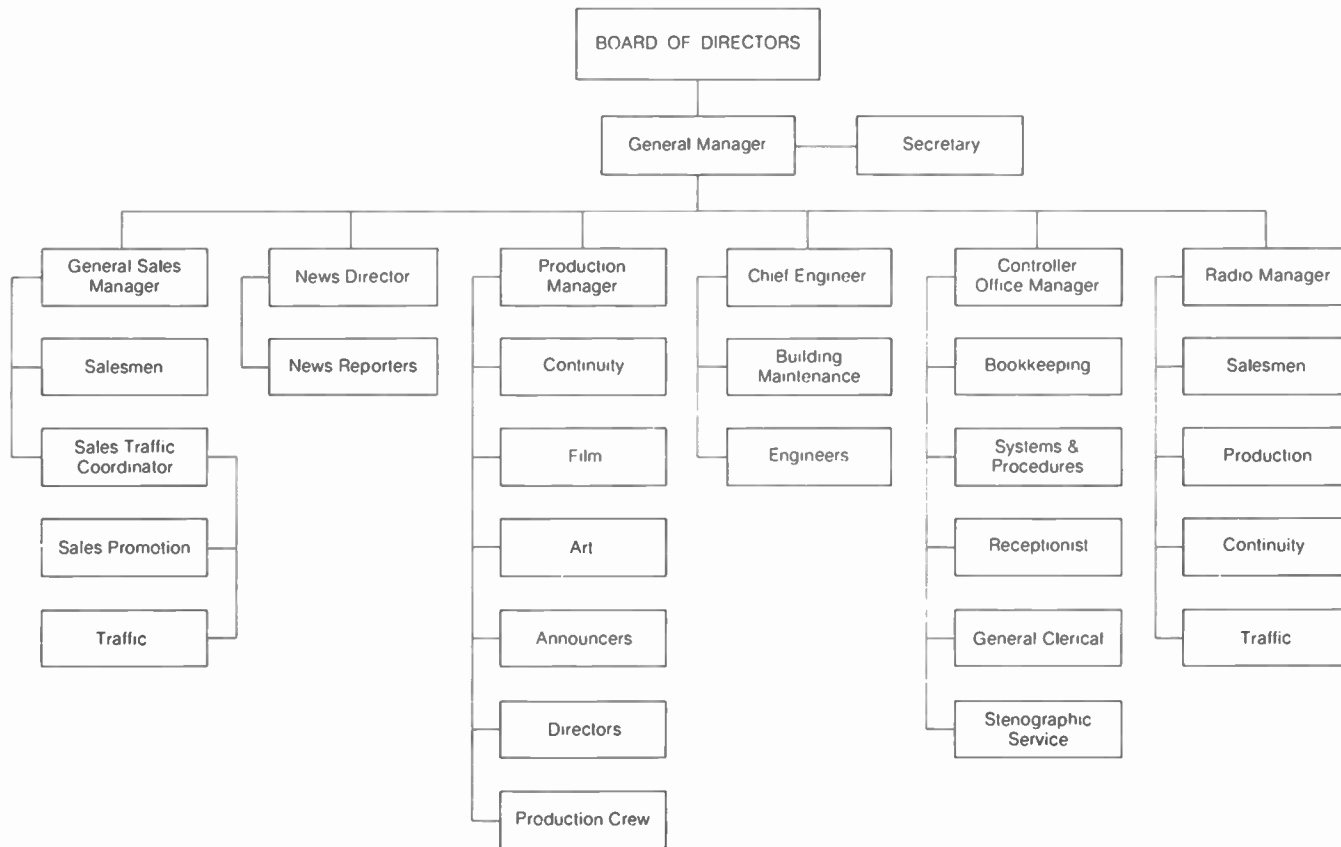 BOARD OF DIRECTORS
General Manager
Secretary
General Sales
Manager
Salesmen
Sales Traffic
Coordinator
Sales Promotion
Traffic
News Director
News Reporters
Production
Manager
Continuity
Film
Art
Announcers
Directors
Production Crew
Chief Engineer
Building
Maintenance
Engineers
Controller
Office Manager
Bookkeeping
Systems &
Procedures
Receptionist
General Clerical
Stenographic
Service
Radio Manager
Salesmen
Production
Continuity
Traffic